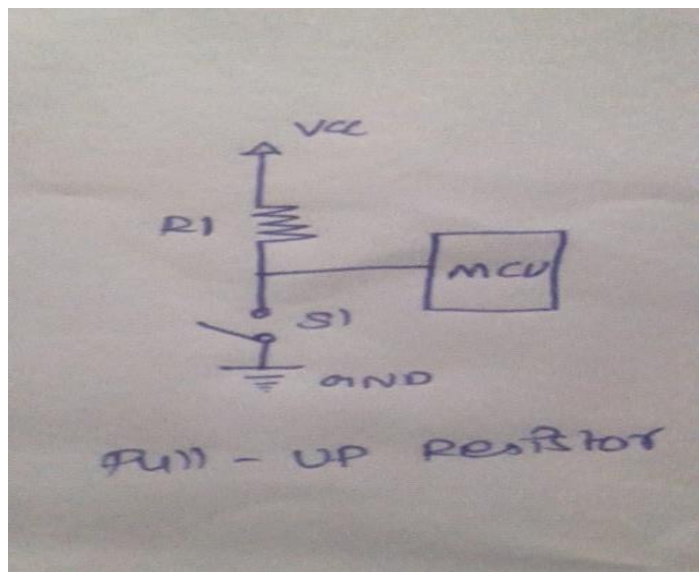 VCC
R1
MCU
S1
GND
Pull-UP Resistor